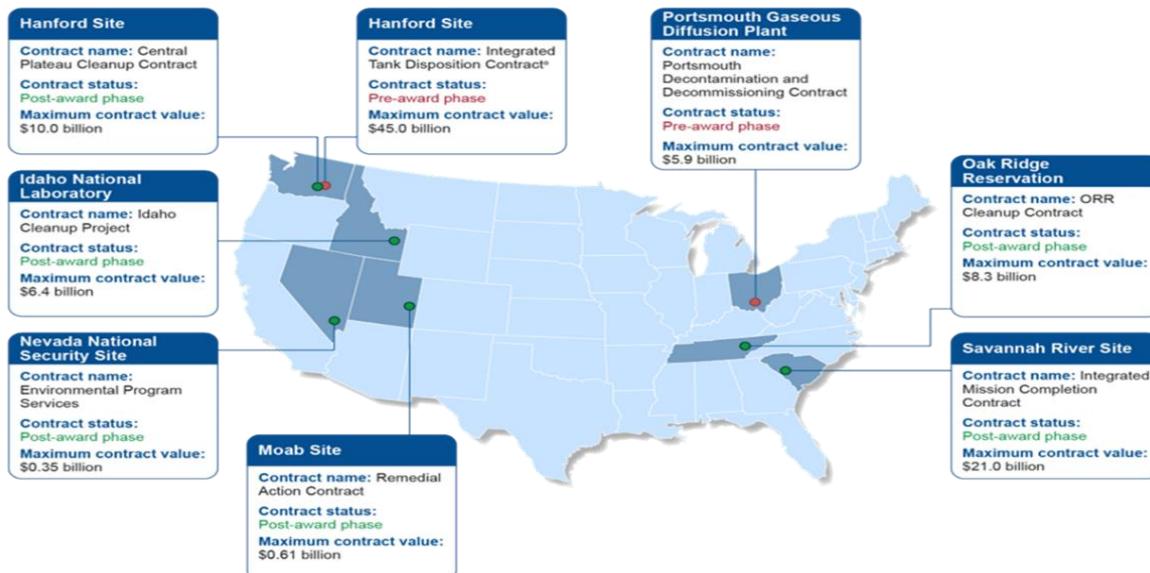 Hanford Site
Contract name: Central
Plateau Cleanup Contract
Contract status:
Post-award phase
Maximum contract value:
$10.0 billion
Hanford Site
Contract name: Integrated
Tank Disposition Contractᵃ
Contract status:
Pre-award phase
Maximum contract value:
$45.0 billion
Portsmouth Gaseous
Diffusion Plant
Contract name:
Portsmouth
Decontamination and
Decommissioning Contract
Contract status:
Pre-award phase
Maximum contract value:
$5.9 billion
Idaho National
Laboratory
Contract name: Idaho
Cleanup Project
Contract status:
Post-award phase
Maximum contract value:
$6.4 billion
Oak Ridge
Reservation
Contract name: ORR
Cleanup Contract
Contract status:
Post-award phase
Maximum contract value:
$8.3 billion
Nevada National
Security Site
Contract name:
Environmental Program
Services
Contract status:
Post-award phase
Maximum contract value:
$0.35 billion
Moab Site
Contract name: Remedial
Action Contract
Contract status:
Post-award phase
Maximum contract value:
$0.61 billion
Savannah River Site
Contract name: Integrated
Mission Completion
Contract
Contract status:
Post-award phase
Maximum contract value:
$21.0 billion